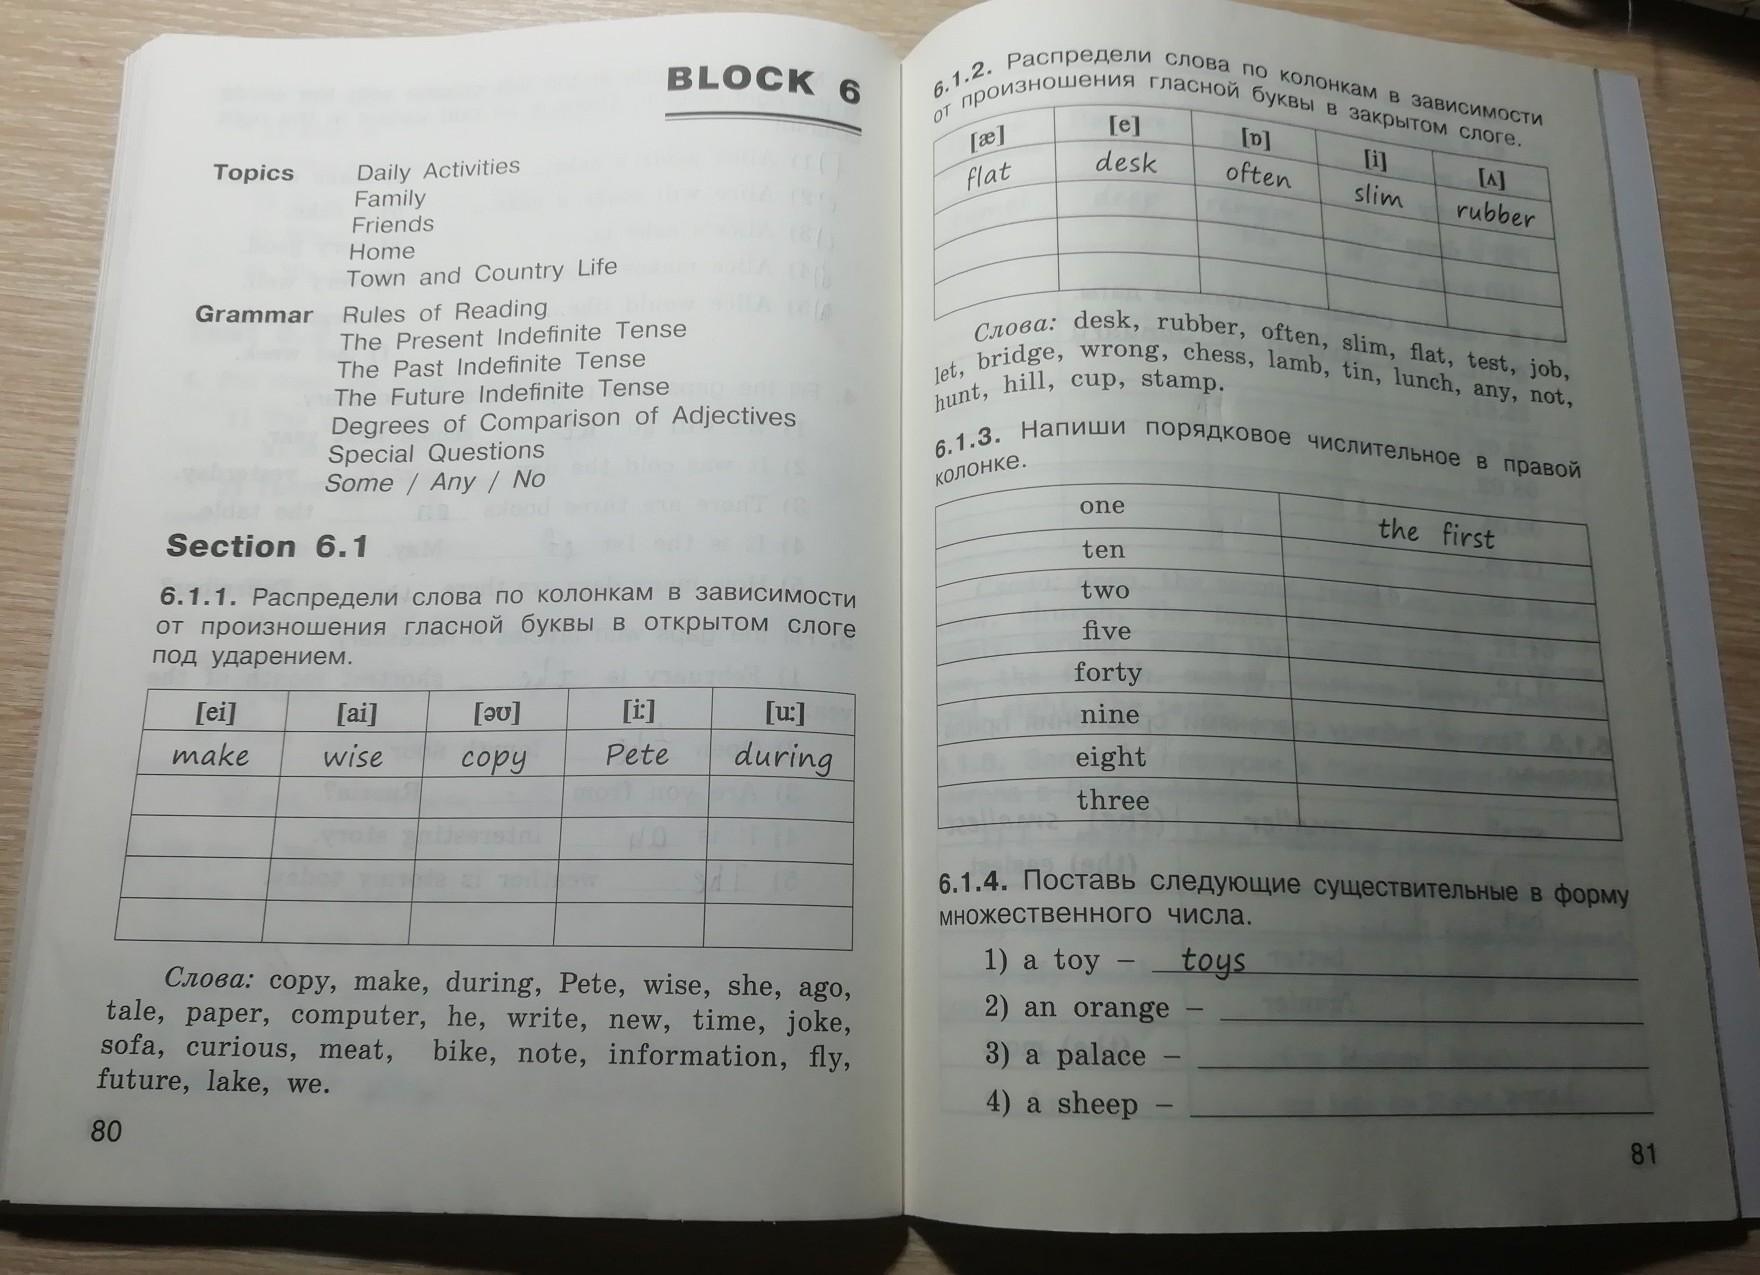 BLOCK 6
Topics Daily Activities
Family
Friends
Home
Town and Country Life
Grammar Rules of Reading
The Present Indefinite Tense
The Past Indefinite Tense
The Future Indefinite Tense
Degrees of Comparison of Adjectives
Special Questions
Some / Any / No
Section 6.1
6.1.1. Распредели слова по колонкам в зависимости
от произношения гласной буквы в открытом слоге
под ударением.
[ei] [ai] [əʊ] [i:] [u:]
make wise copy Pete during
Слова: copy, make, during, Pete, wise, she, ago,
tale, paper, computer, he, write, new, time, joke,
sofa, curious, meat, bike, note, information, fly,
future, lake, we.
80
6.1.2. Распредели слова по колонкам в зависимости
от произношения гласной буквы в закрытом слоге.
[æ] [e] [ɒ] [i] [ʌ]
flat desk often slim rubber
Слова: desk, rubber, often, slim, flat, test, job,
let, bridge, wrong, chess, lamb, tin, lunch, any, not,
hunt, hill, cup, stamp.
6.1.3. Напиши порядковое числительное в правой
колонке.
one the first
ten
two
five
forty
nine
eight
three
6.1.4. Поставь следующие существительные в форму
множественного числа.
1) a toy – toys
2) an orange –
3) a palace –
4) a sheep –
81